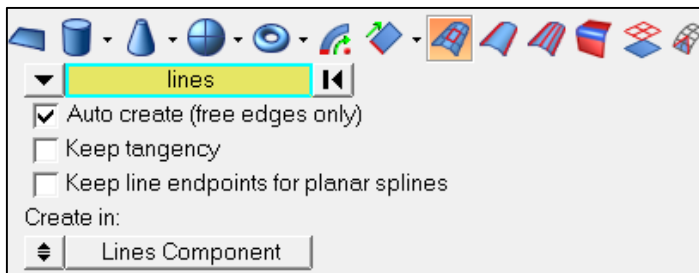 lines
Auto create (free edges only)
Keep tangency
Keep line endpoints for planar splines
Create in:
Lines Component